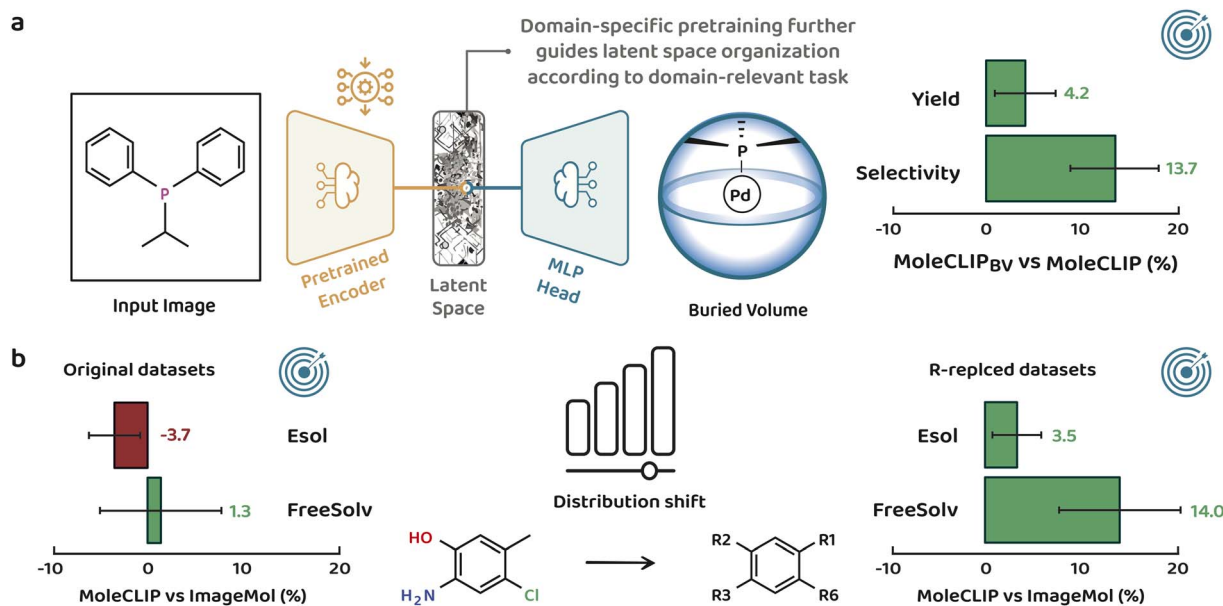 a
Domain-specific pretraining further
guides latent space organization
according to domain-relevant task
P
Input Image
Pretrained
Encoder
Latent
Space
MLP
Head
P
Pd
Buried Volume
Yield
4.2
Selectivity
13.7
-10
0
10
20
MoleCLIP_BV vs MoleCLIP (%)
b
Original datasets
-3.7
Esol
1.3
FreeSolv
-10
0
10
20
MoleCLIP vs ImageMol (%)
Distribution shift
HO
H₂N
Cl
R2
R1
R3
R6
R-replced datasets
Esol
3.5
FreeSolv
14.0
-10
0
10
20
MoleCLIP vs ImageMol (%)